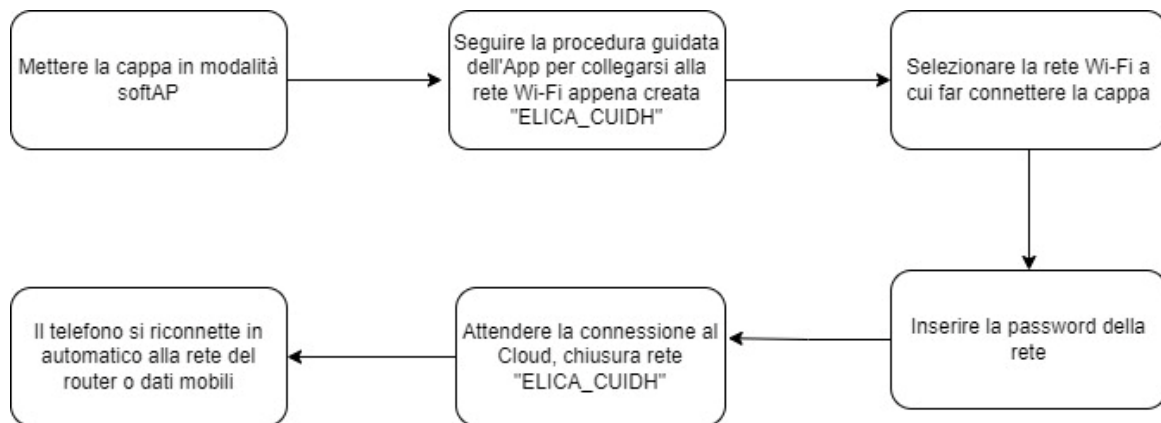 Mettere la cappa in modalità
softAP
Seguire la procedura guidata
dell'App per collegarsi alla
rete Wi-Fi appena creata
"ELICA_CUIDH"
Selezionare la rete Wi-Fi a
cui far connettere la cappa
Inserire la password della
rete
Attendere la connessione al
Cloud, chiusura rete
"ELICA_CUIDH"
Il telefono si riconnette in
automatico alla rete del
router o dati mobili